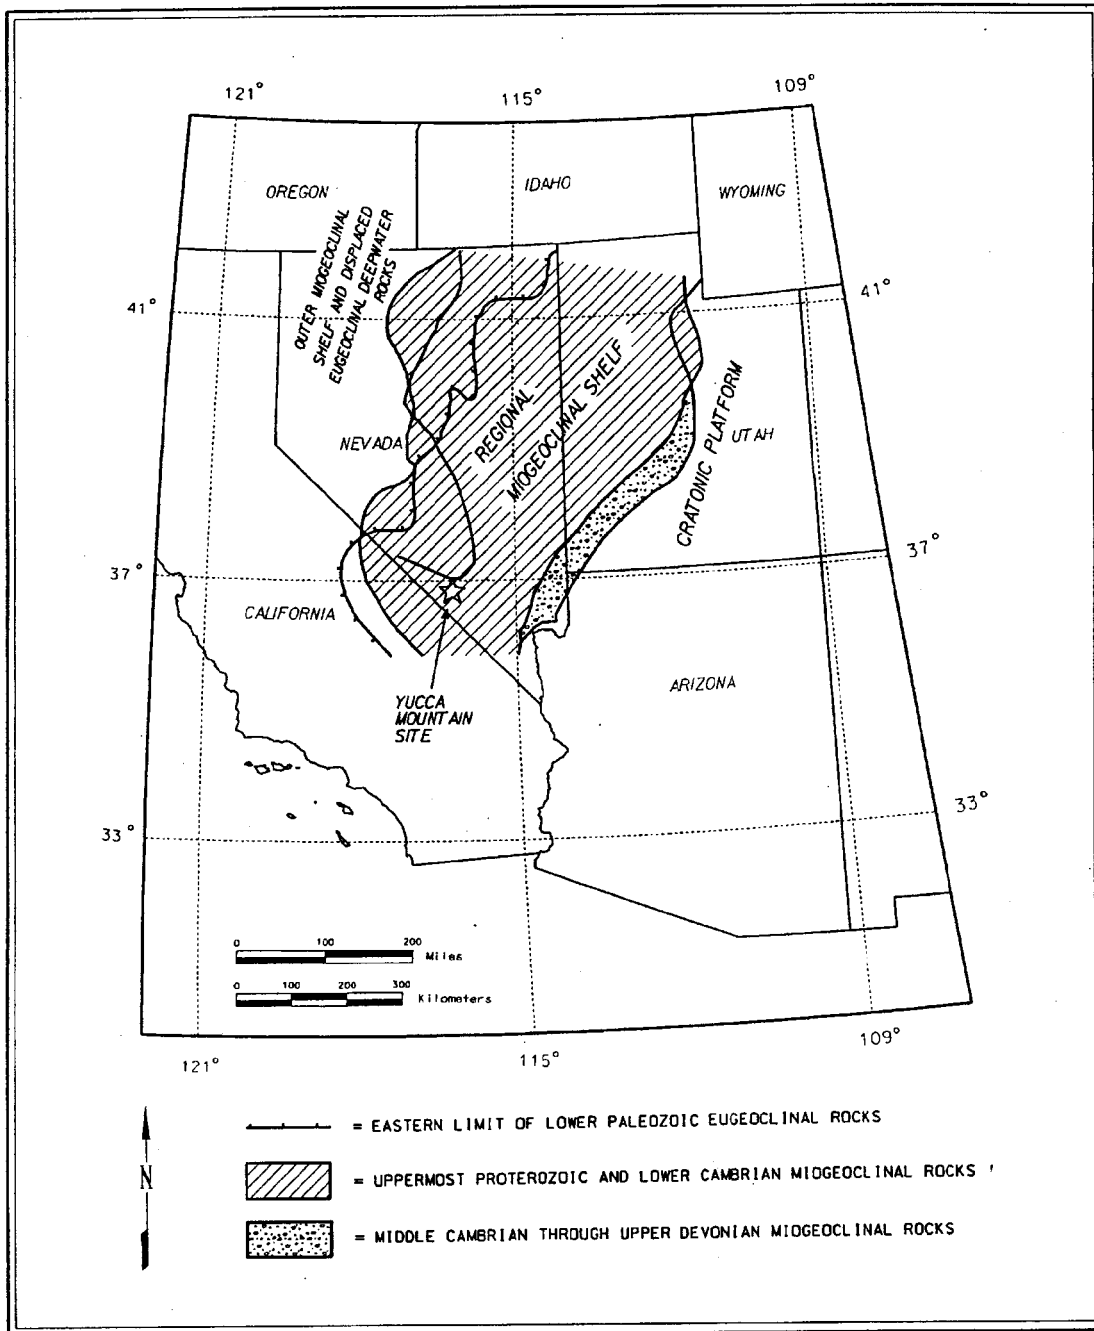 121°
115°
109°
OREGON
IDAHO
WYOMING
OUTER MIOGEOCLINAL
SHELF AND DISPLACED
EUGEOCLINAL DEEPWATER
ROCKS
41°
41°
REGIONAL
MIOGEOCLINAL SHELF
NEVADA
CRATONIC PLATFORM
UTAH
37°
37°
CALIFORNIA
YUCCA
MOUNTAIN
SITE
ARIZONA
33°
33°
0 100 200
Miles
0 100 200 300
Kilometers
121°
115°
109°
N
= EASTERN LIMIT OF LOWER PALEOZOIC EUGEOCLINAL ROCKS
= UPPERMOST PROTEROZOIC AND LOWER CAMBRIAN MIOGEOCLINAL ROCKS
= MIDDLE CAMBRIAN THROUGH UPPER DEVONIAN MIOGEOCLINAL ROCKS